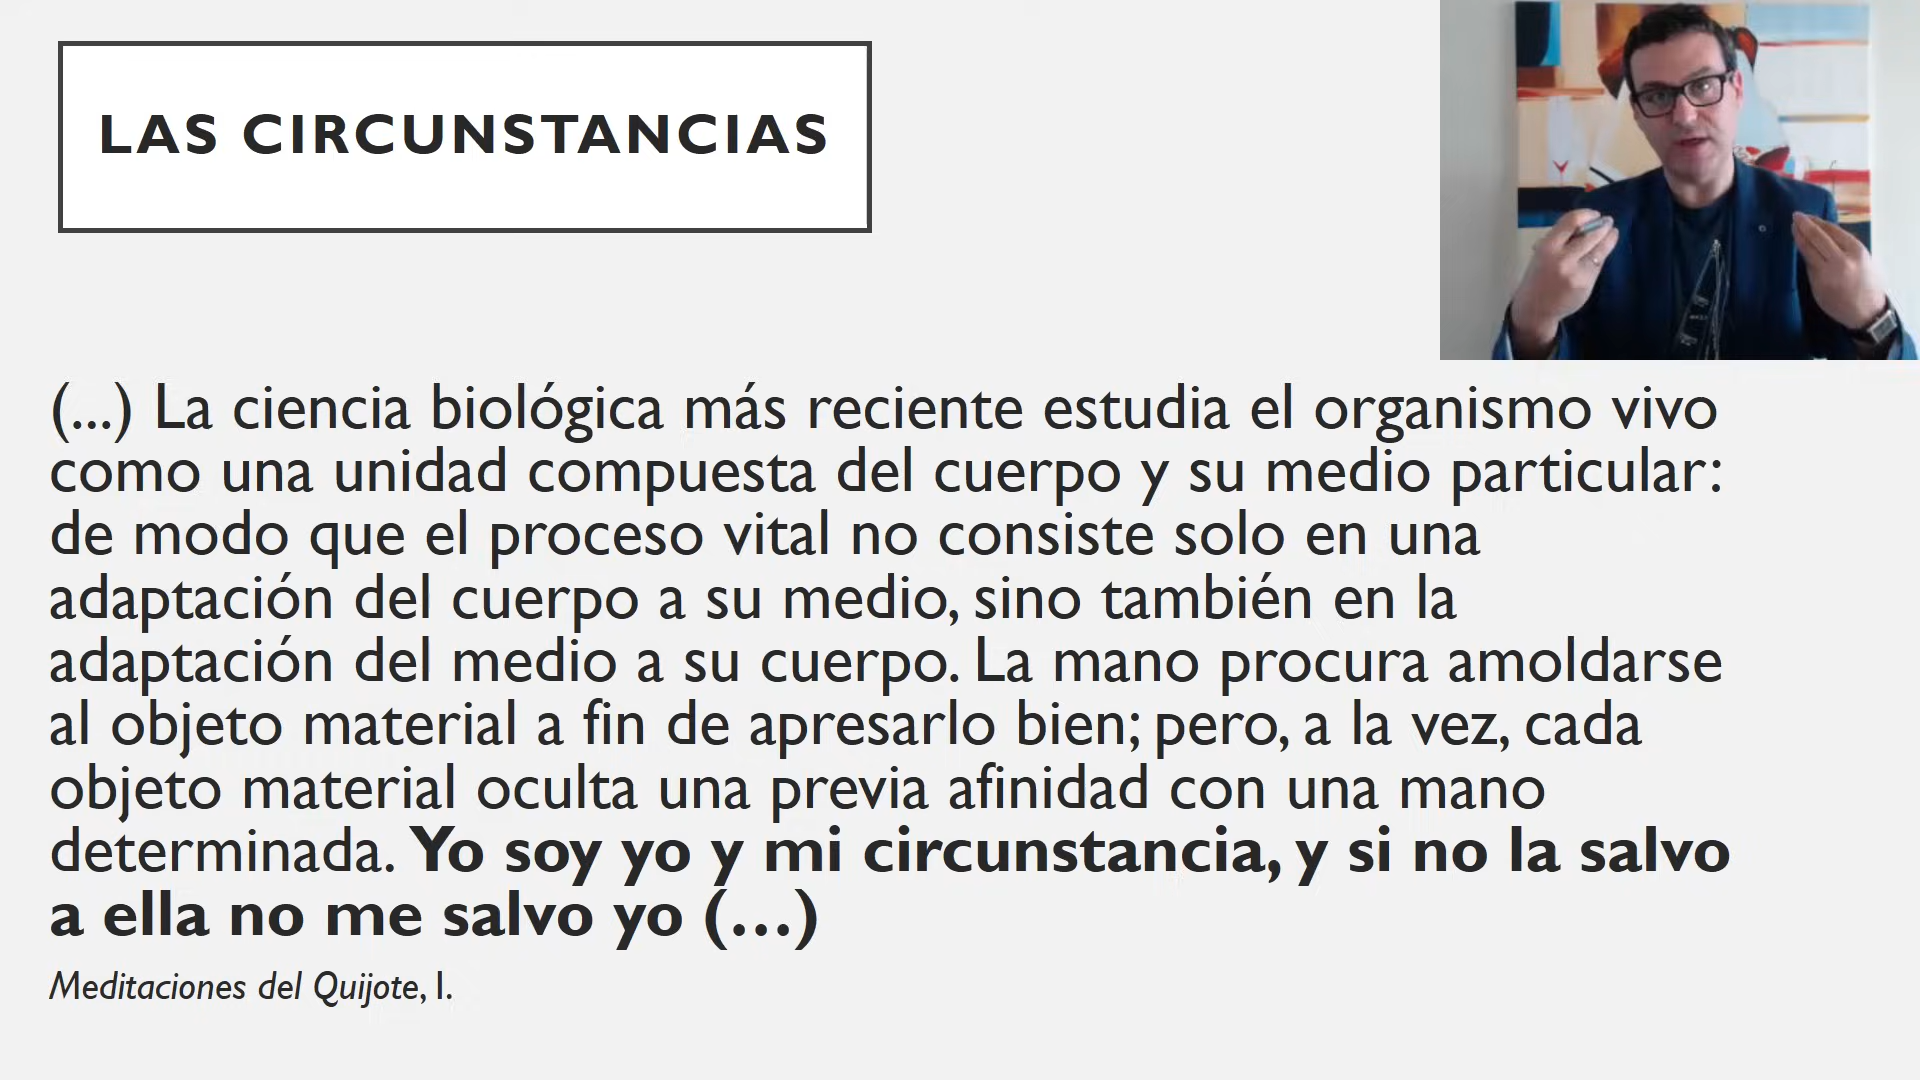 LAS CIRCUNSTANCIAS
(...) La ciencia biológica más reciente estudia el organismo vivo
como una unidad compuesta del cuerpo y su medio particular:
de modo que el proceso vital no consiste solo en una
adaptación del cuerpo a su medio, sino también en la
adaptación del medio a su cuerpo. La mano procura amoldarse
al objeto material a fin de apresarlo bien; pero, a la vez, cada
objeto material oculta una previa afinidad con una mano
determinada. Yo soy yo y mi circunstancia, y si no la salvo
a ella no me salvo yo (…)
Meditaciones del Quijote, I.